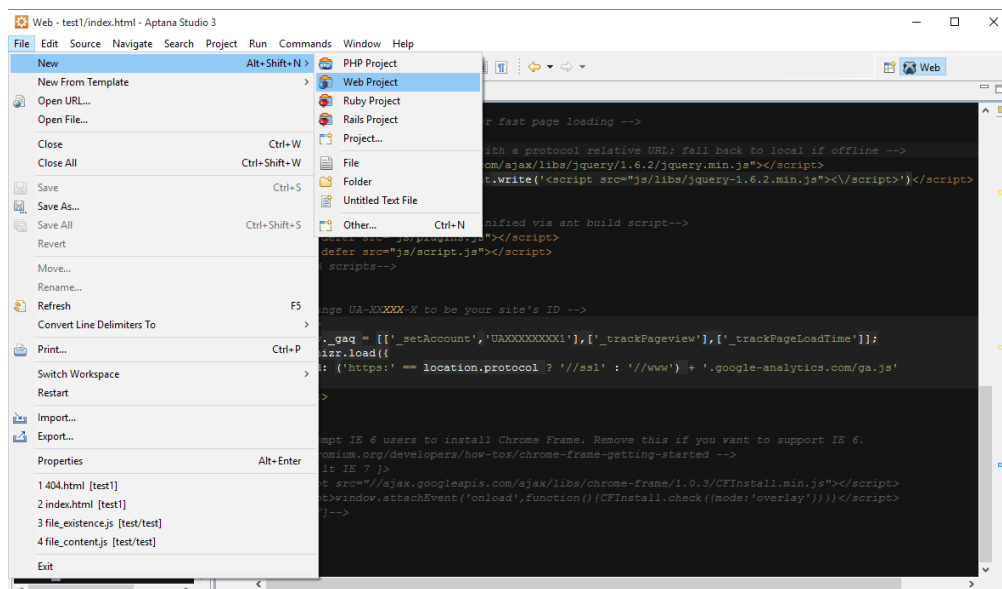 Web - test1/index.html - Aptana Studio 3
File Edit Source Navigate Search Project Run Commands Window Help
New Alt+Shift+N >
New From Template >
Open URL...
Open File...
Close Ctrl+W
Close All Ctrl+Shift+W
Save Ctrl+S
Save As...
Save All Ctrl+Shift+S
Revert
Move...
Rename...
Refresh F5
Convert Line Delimiters To >
Print... Ctrl+P
Switch Workspace >
Restart
Import...
Export...
Properties Alt+Enter
1 404.html [test1]
2 index.html [test1]
3 file_existence.js [test/test]
4 file_content.js [test/test]
Exit
PHP Project
Web Project
Ruby Project
Rails Project
Project...
File
Folder
Untitled Text File
Other... Ctrl+N
Web
r fast page loading -->
ith a protocol relative URL; fall back to local if offline -->
om/ajax/libs/jquery/1.6.2/jquery.min.js"></script>
t.write('<script src="js/libs/jquery-1.6.2.min.js"><\/script>')</script>
nified via ant build script-->
defer src="js/plugins.js"></script>
defer src="js/script.js"></script>
scripts-->
nge UA-XXXXX-X to be your site's ID -->
._gaq = [['_setAccount','UAXXXXXXXX1'],['_trackPageview'],['_trackPageLoadTime']];
izr.load({
: ('https:' == location.protocol ? '//ssl' : '//www') + '.google-analytics.com/ga.js'
>
mpt IE 6 users to install Chrome Frame. Remove this if you want to support IE 6.
omium.org/developers/how-tos/chrome-frame-getting-started -->
lt IE 7 ]>
t src="//ajax.googleapis.com/ajax/libs/chrome-frame/1.0.3/CFInstall.min.js"></script>
t>window.attachEvent('onload',function(){CFInstall.check({mode:'overlay'})})</script>
]-->